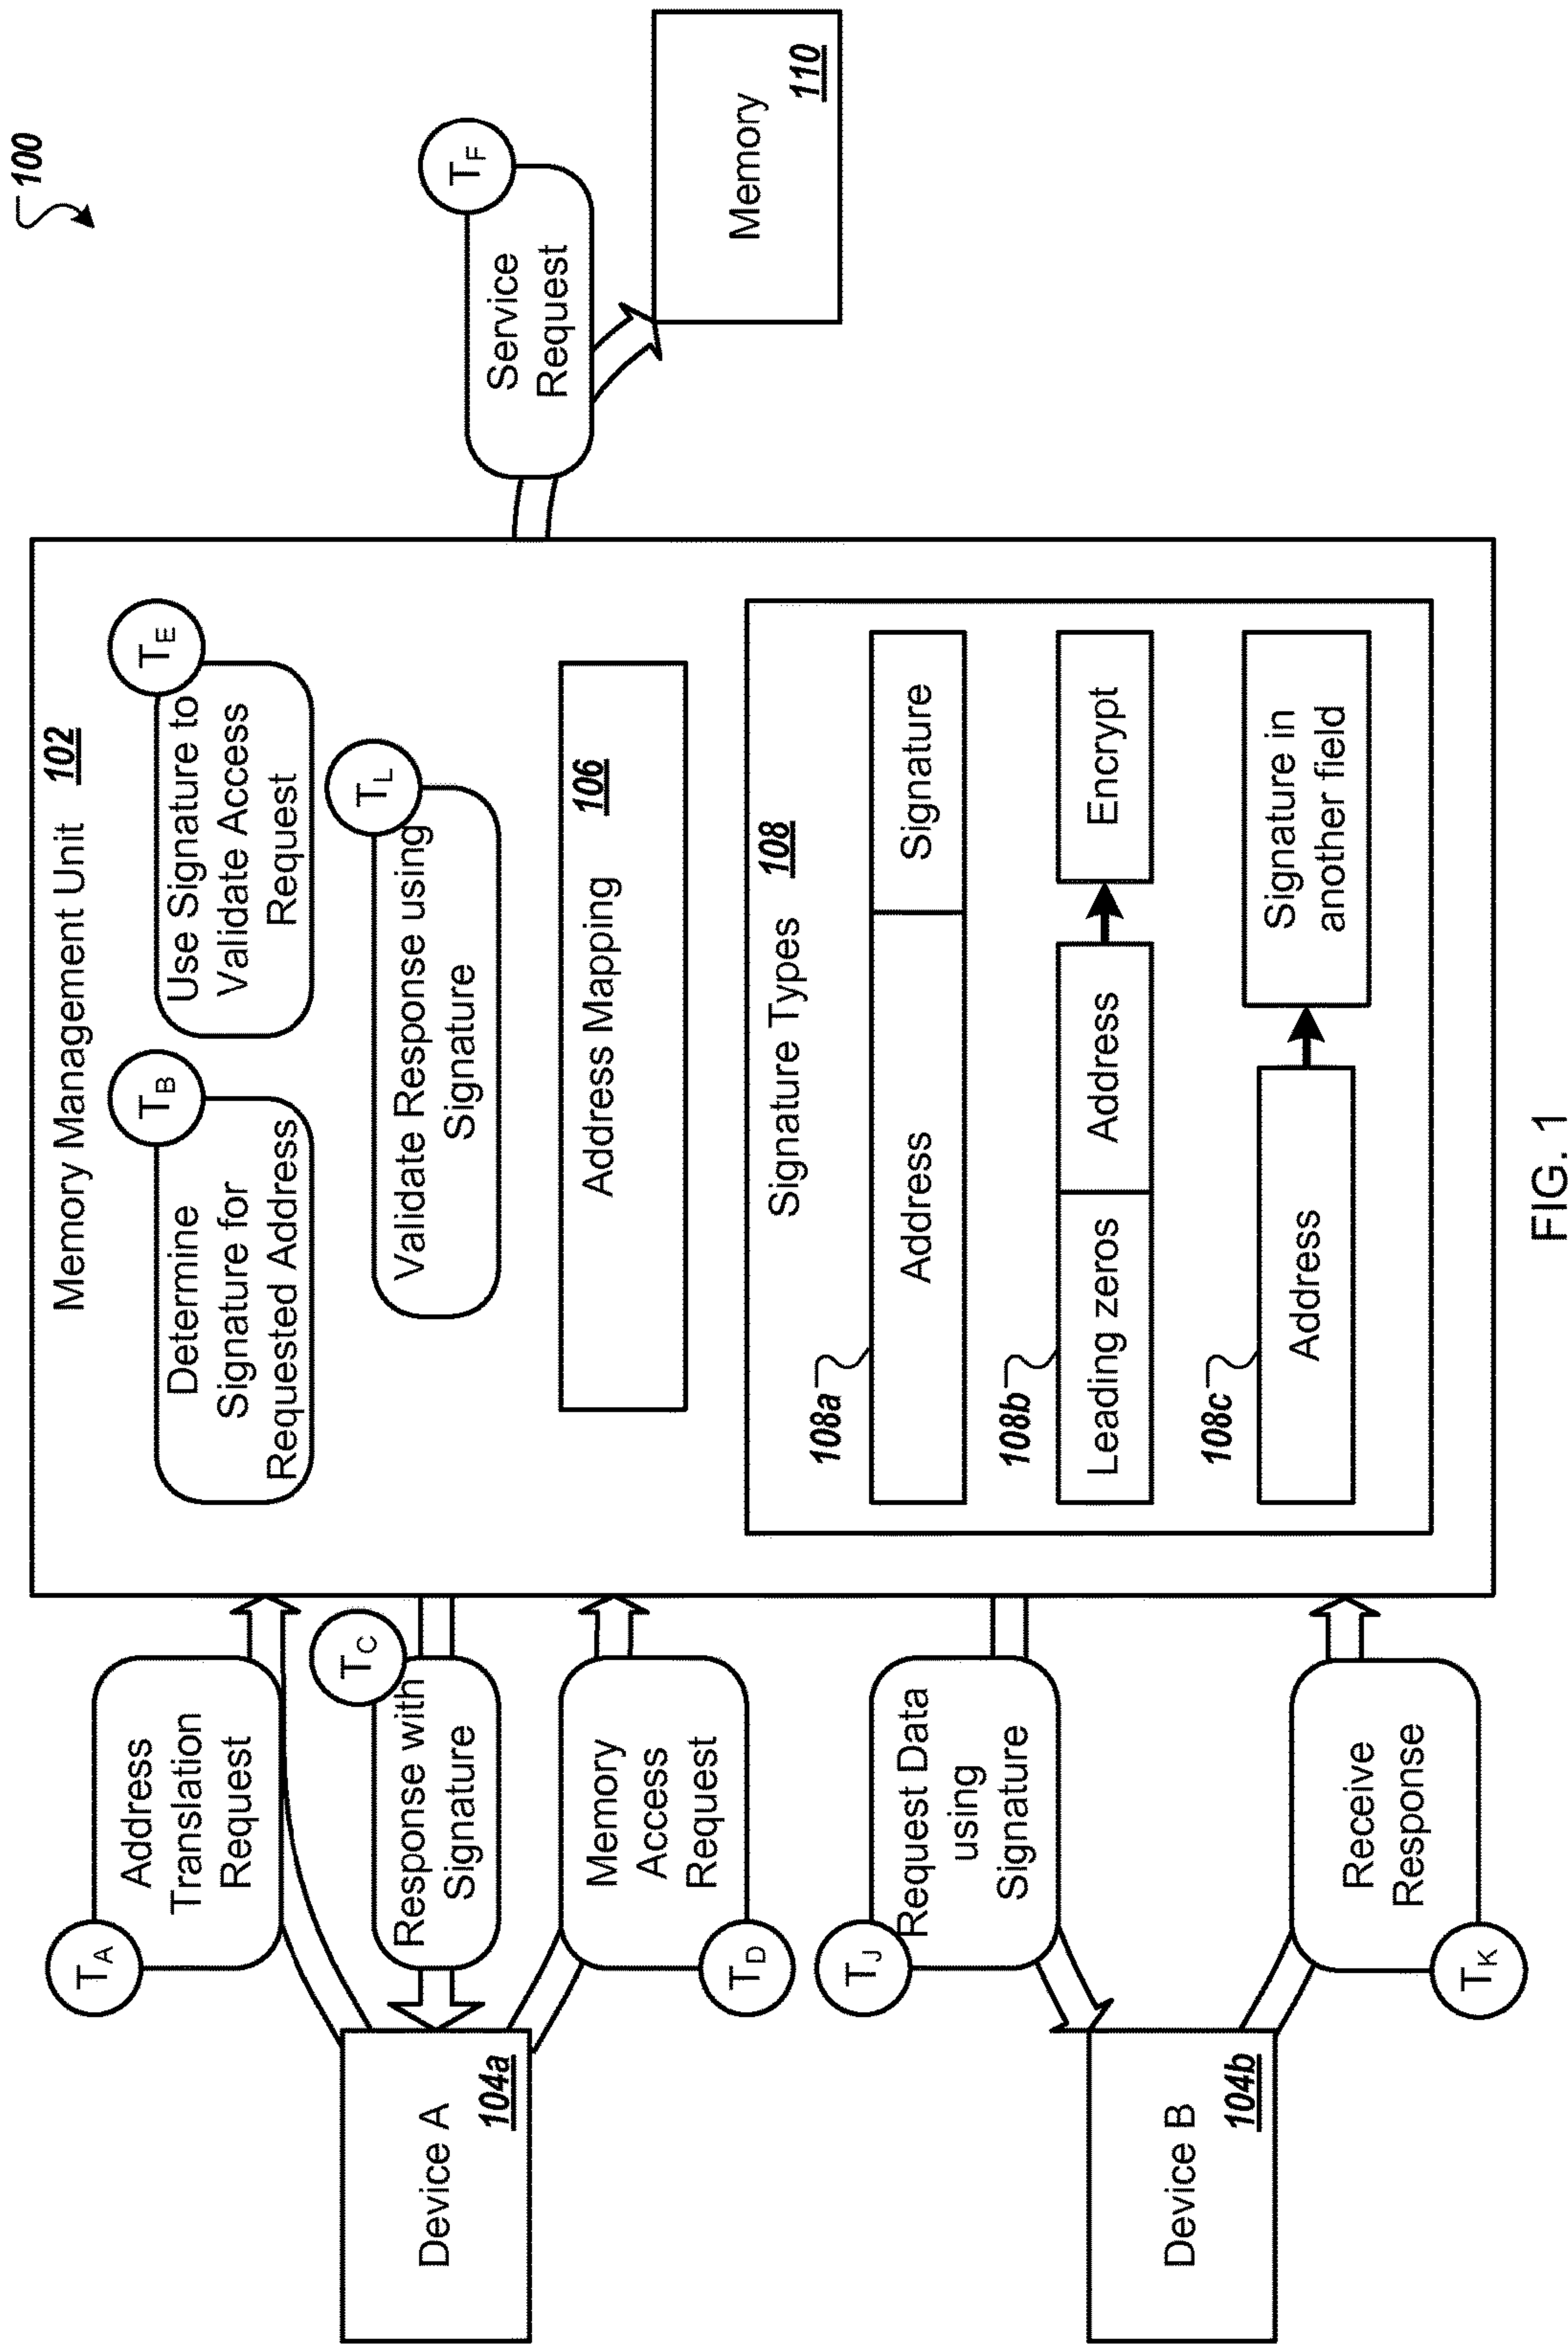 100
Memory Management Unit 102
Determine
Signature for
Requested Address
TB
Use Signature to
Validate Access
Request
TE
Validate Response using
Signature
TL
Address Mapping
106
Signature Types 108
108a
Address
Signature
108b
Leading zeros
Address
Encrypt
108c
Address
Signature in
another field
TA
Address
Translation
Request
TC
Response with
Signature
Memory
Access
Request
TD
Device A
104a
TJ
Request Data
using
Signature
Receive
Response
TK
Device B
104b
Service
Request
TF
Memory
110
FIG. 1